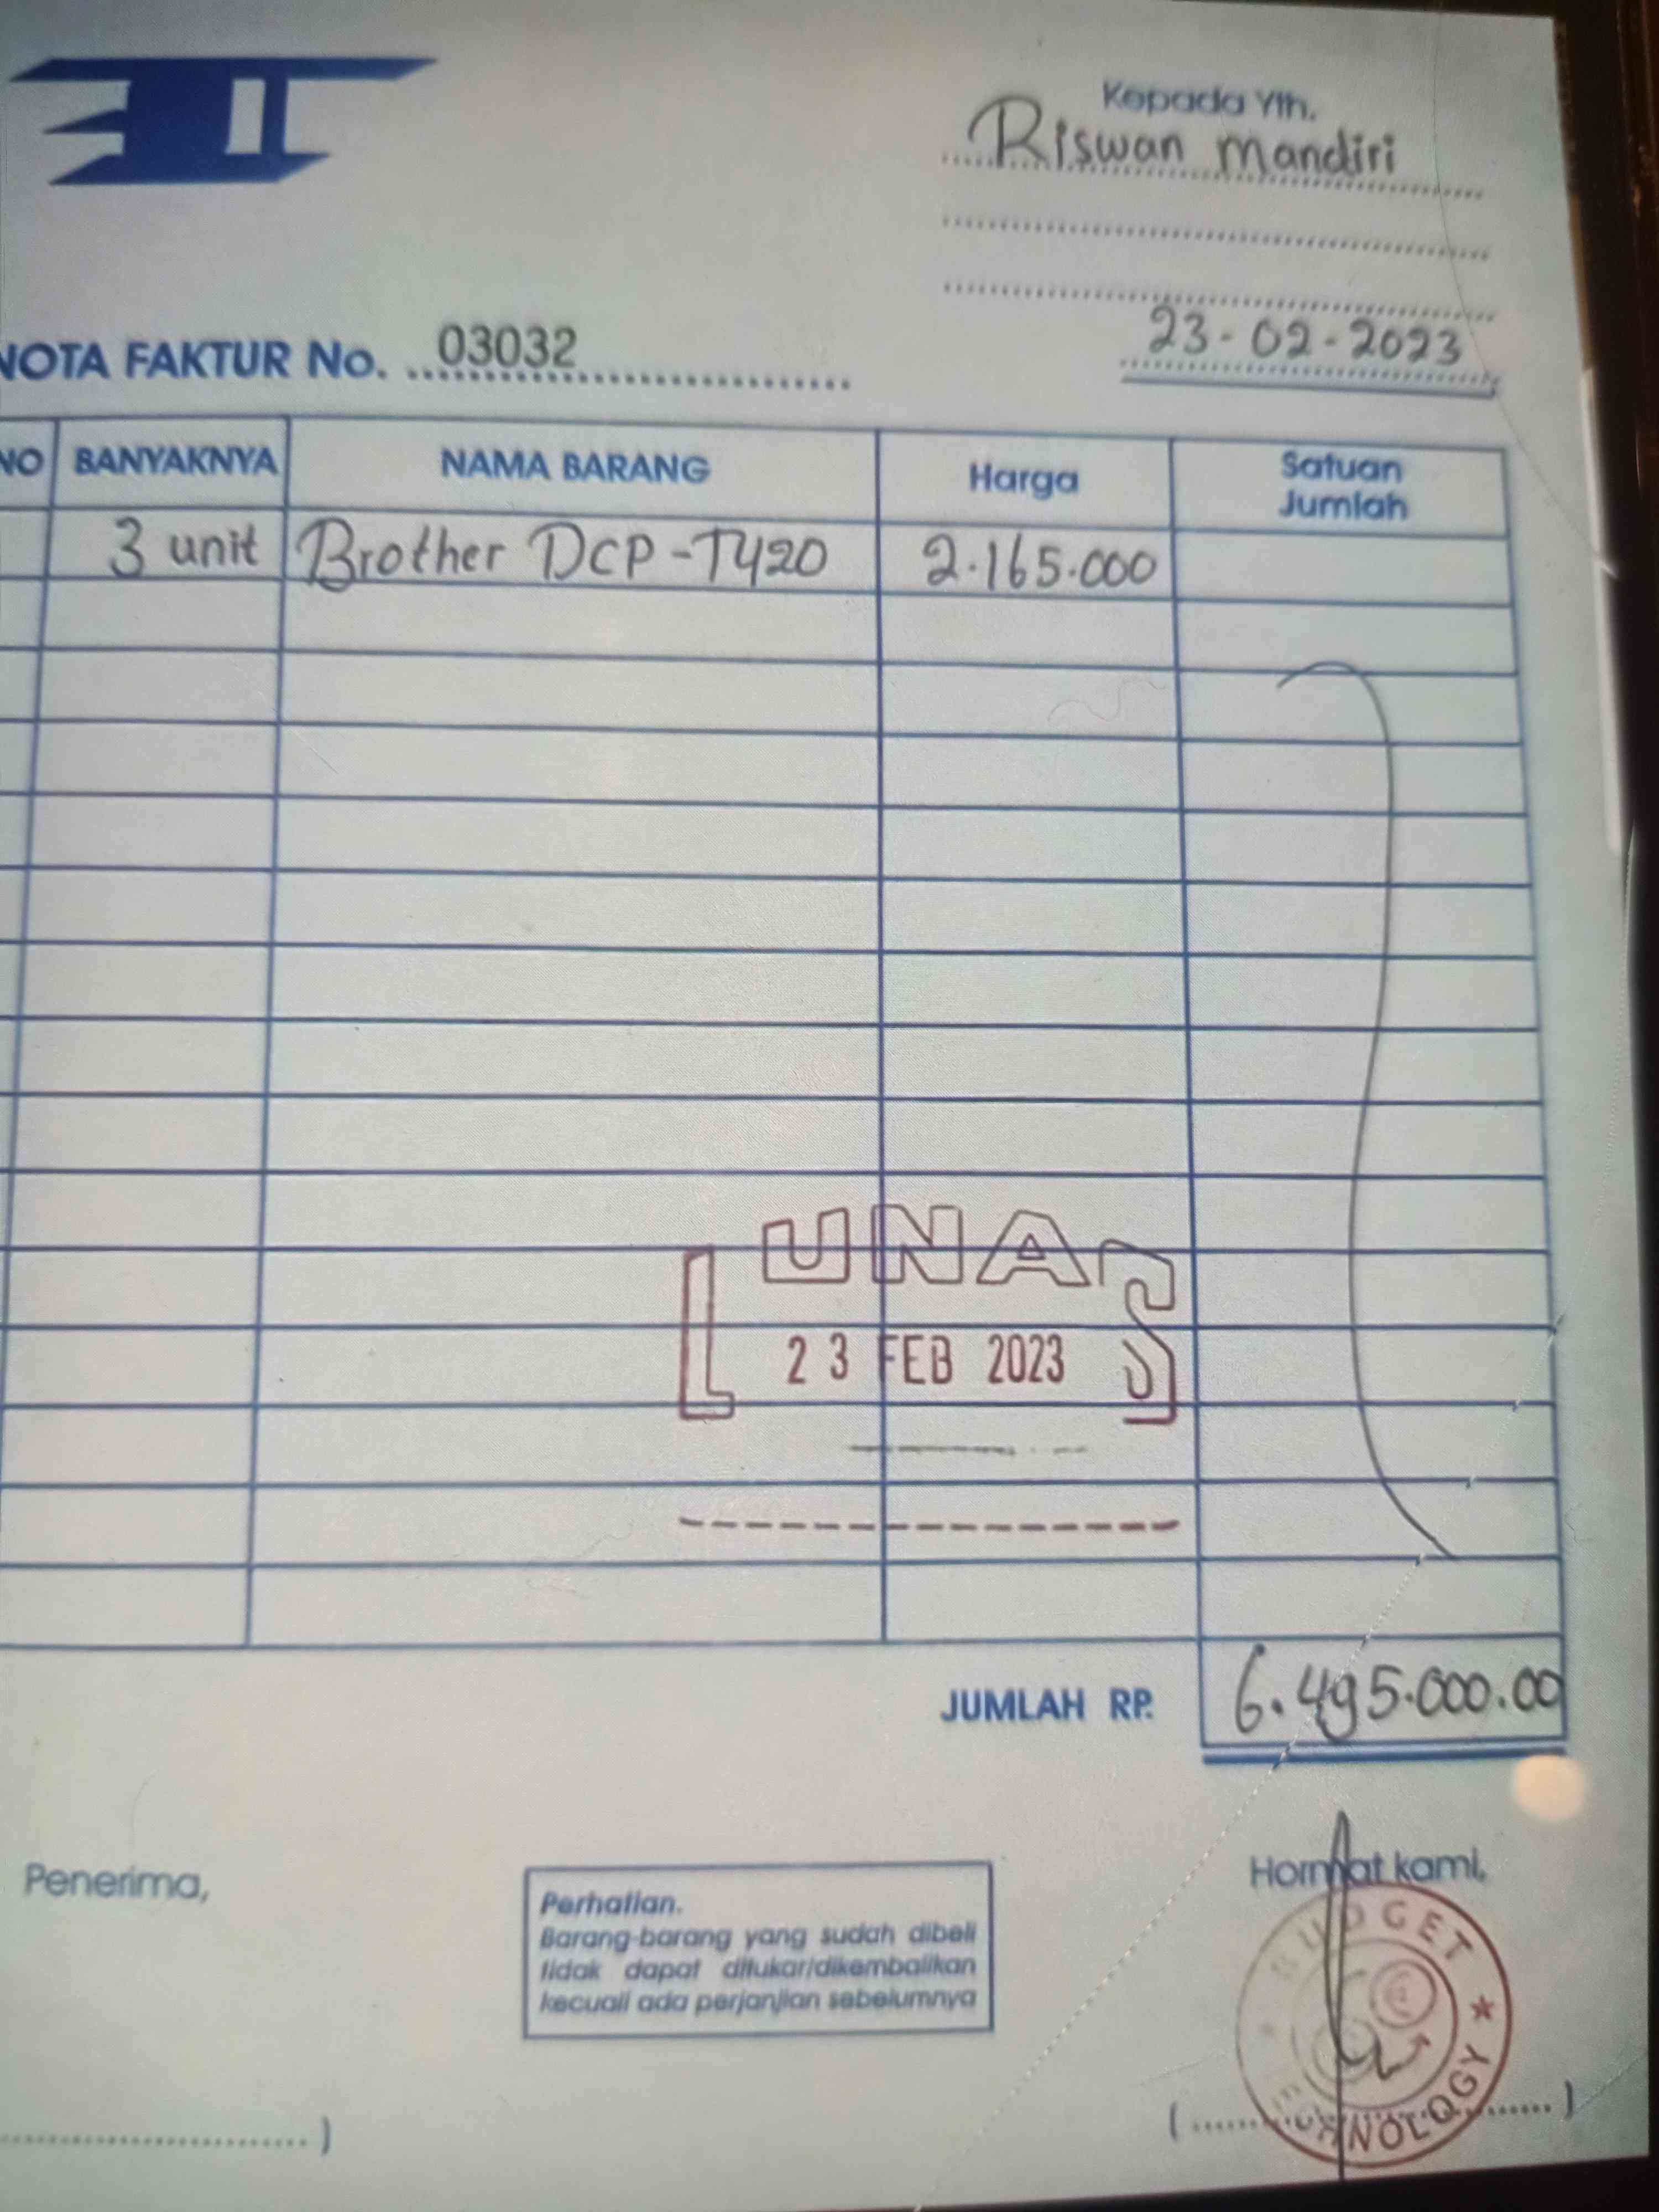 Kepada Yth.
Riswan mandiri
NOTA FAKTUR No. 03032
23-02-2023
NO BANYAKNYA NAMA BARANG Harga Satuan Jumlah
3 unit Brother DCP-T420 2.165.000
LUNAS
23 FEB 2023
JUMLAH RP. 6.495.000.00
Penerima,
Hormat kami,
Perhatian.
Barang-barang yang sudah dibeli
tidak dapat ditukar/dikembalikan
kecuali ada perjanjian sebelumnya
BUDGET
TECHNOLOGY